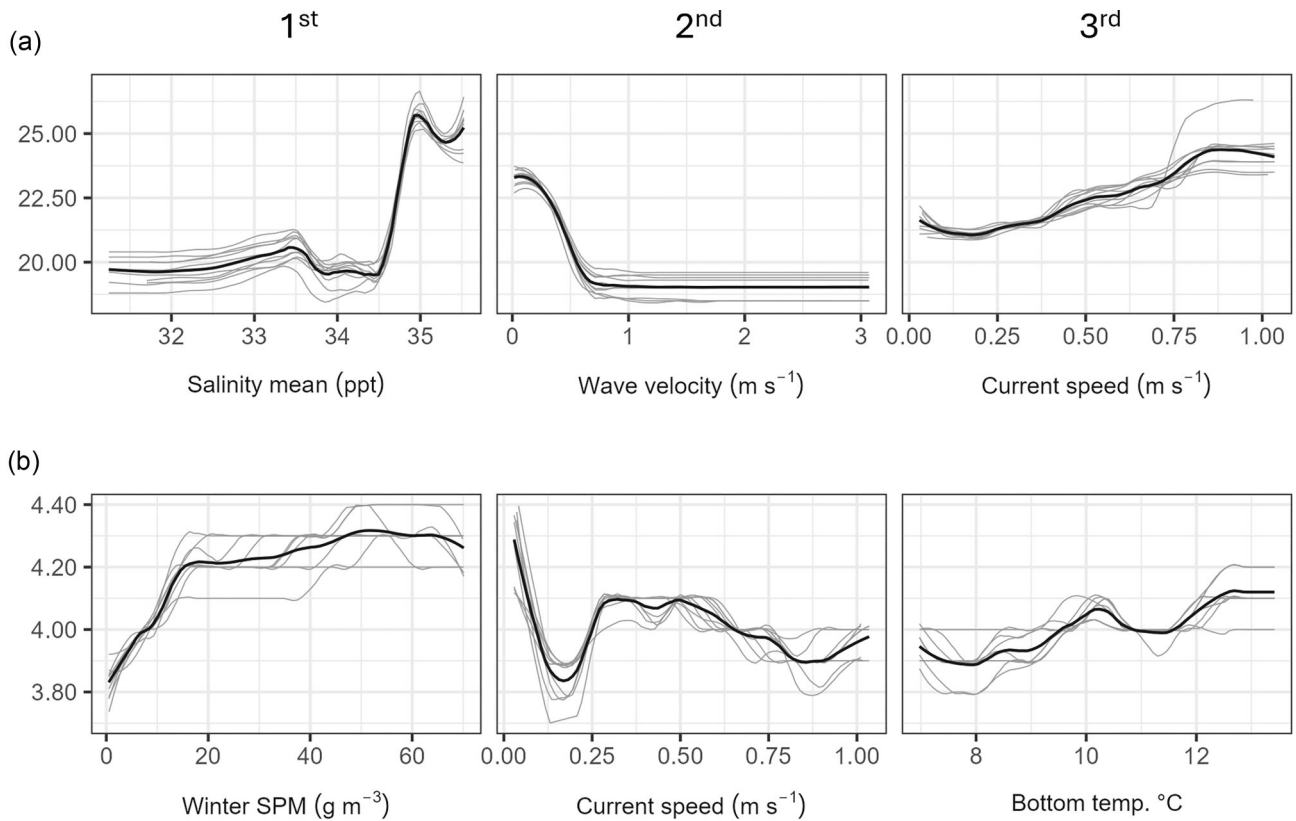 1st 2nd 3rd
(a)
25.00
22.50
20.00
32 33 34 35 0 1 2 3 0.00 0.25 0.50 0.75 1.00
Salinity mean (ppt) Wave velocity (m s⁻¹) Current speed (m s⁻¹)
(b)
4.40
4.20
4.00
3.80
0 20 40 60 0.00 0.25 0.50 0.75 1.00 8 10 12
Winter SPM (g m⁻³) Current speed (m s⁻¹) Bottom temp. °C